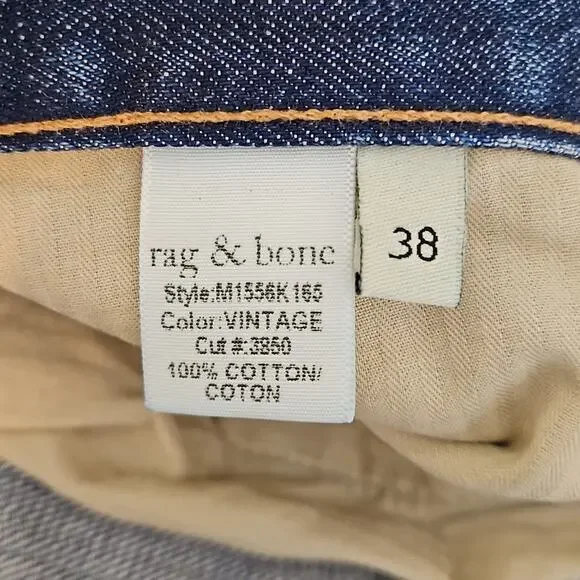 rag & bone
Style:M1556K165
Color:VINTAGE
Cut #:3850
100% COTTON/
COTON
38